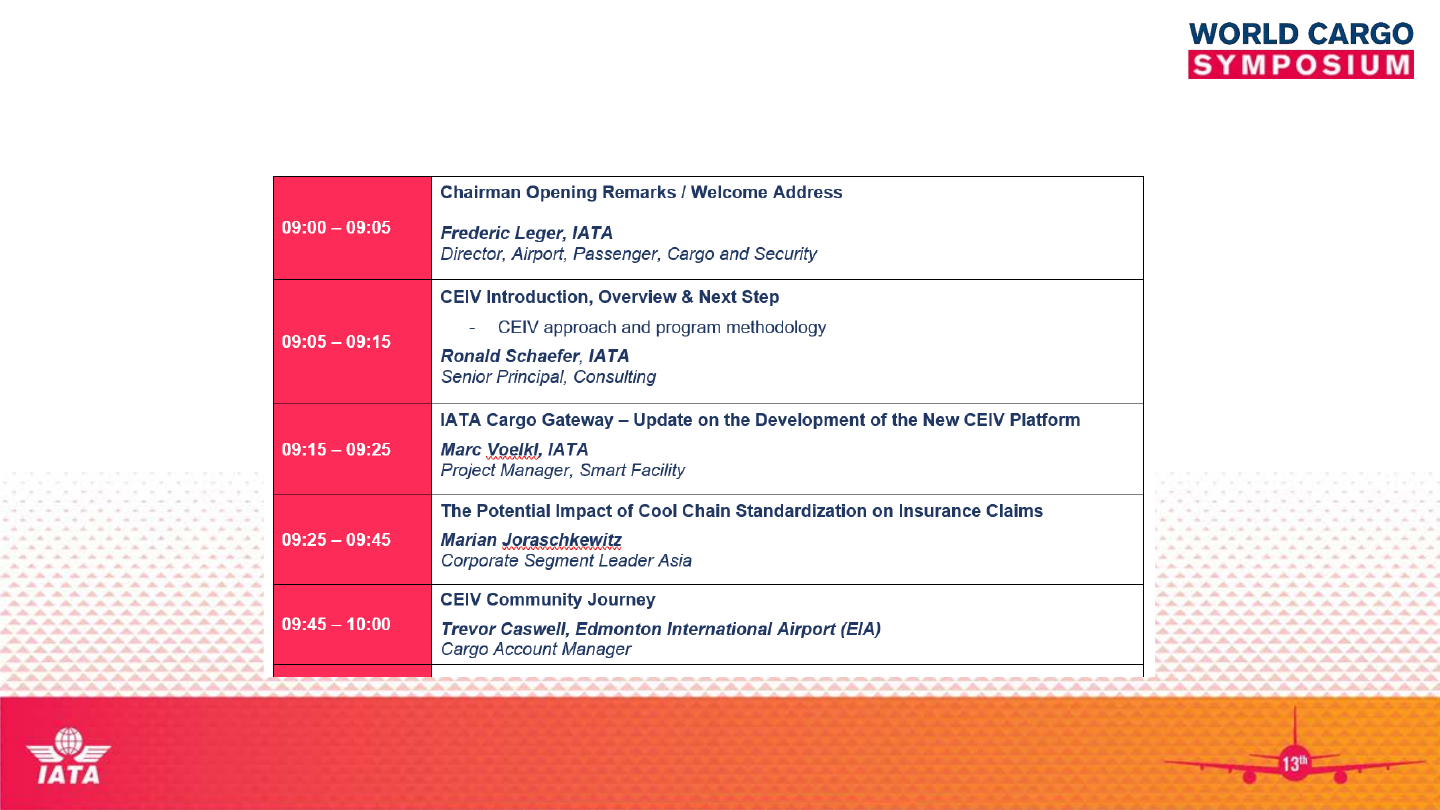 WORLD CARGO
SYMPOSIUM
Chairman Opening Remarks / Welcome Address
09:00 – 09:05
Frederic Leger, IATA
Director, Airport, Passenger, Cargo and Security
CEIV Introduction, Overview & Next Step
- CEIV approach and program methodology
09:05 – 09:15
Ronald Schaefer, IATA
Senior Principal, Consulting
IATA Cargo Gateway – Update on the Development of the New CEIV Platform
09:15 – 09:25
Marc Voelkl, IATA
Project Manager, Smart Facility
The Potential Impact of Cool Chain Standardization on Insurance Claims
09:25 – 09:45
Marian Joraschkewitz
Corporate Segment Leader Asia
CEIV Community Journey
09:45 – 10:00
Trevor Caswell, Edmonton International Airport (EIA)
Cargo Account Manager
IATA
13th